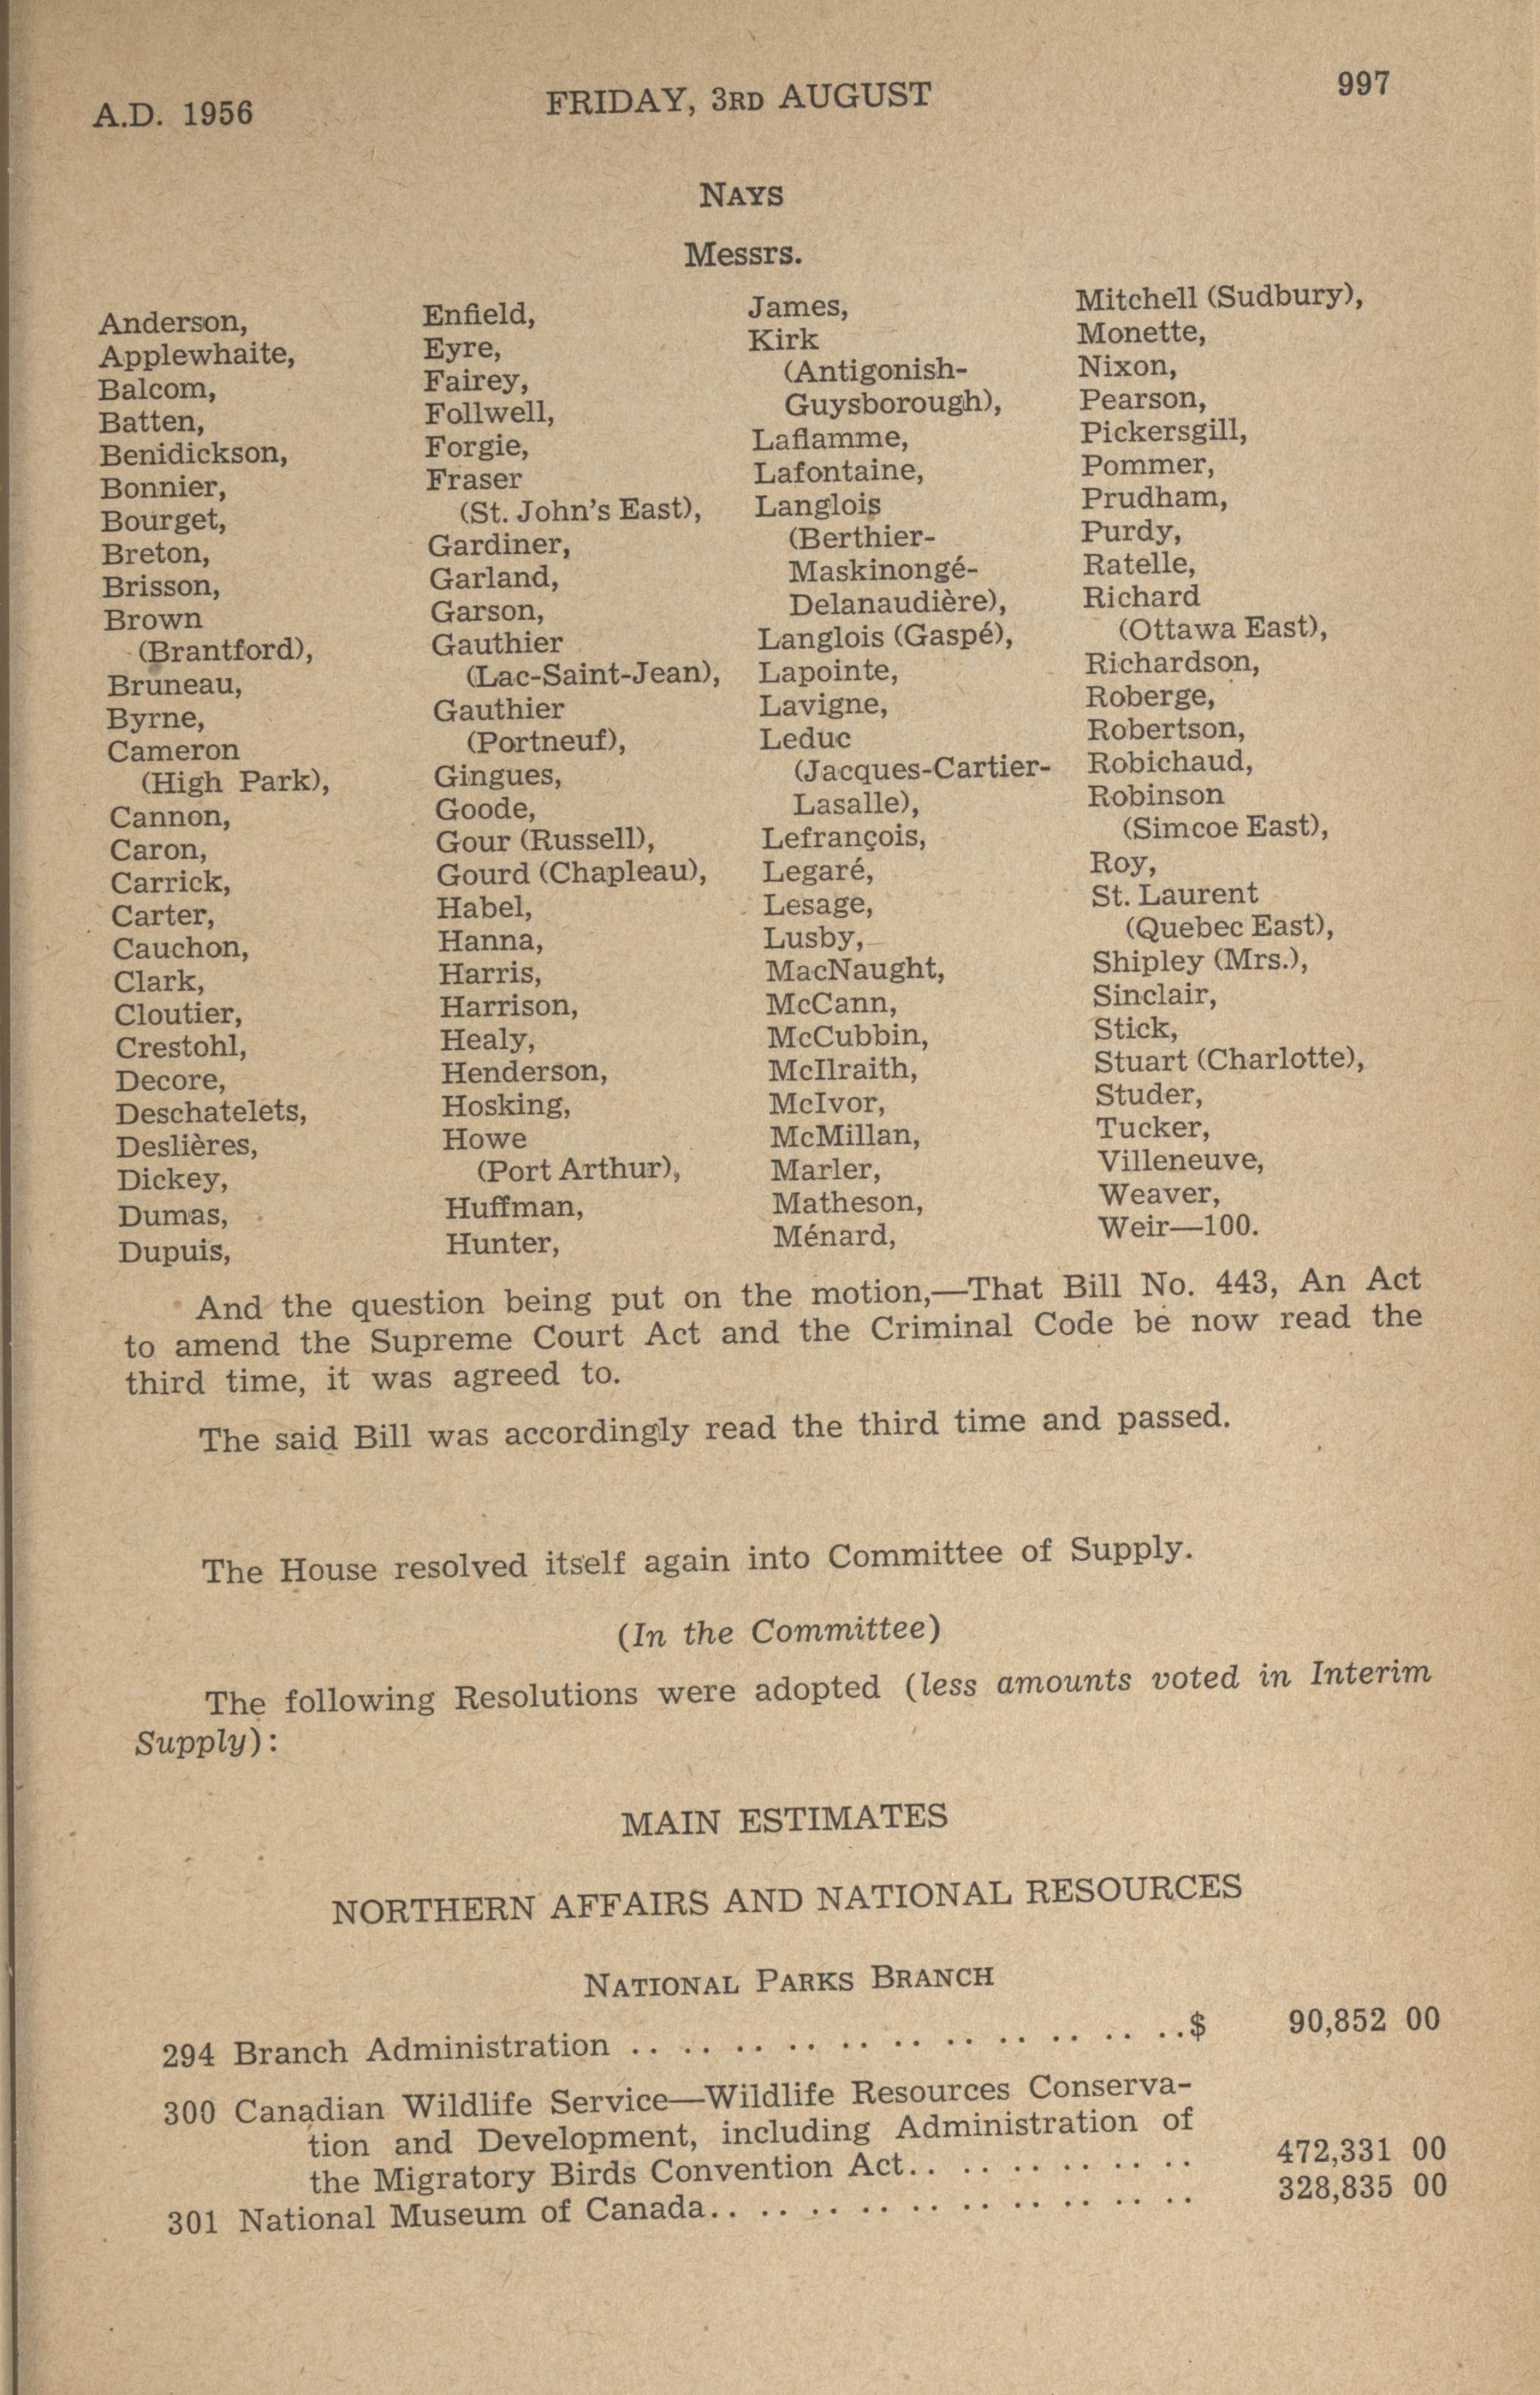 A.D. 1956 FRIDAY, 3RD AUGUST 997
NAYS
Messrs.
Anderson,
Applewhaite,
Balcom,
Batten,
Benidickson,
Bonnier,
Bourget,
Breton,
Brisson,
Brown
(Brantford),
Bruneau,
Byrne,
Cameron
(High Park),
Cannon,
Caron,
Carrick,
Carter,
Cauchon,
Clark,
Cloutier,
Crestohl,
Decore,
Deschatelets,
Deslières,
Dickey,
Dumas,
Dupuis,
Enfield,
Eyre,
Fairey,
Follwell,
Forgie,
Fraser
(St. John's East),
Gardiner,
Garland,
Garson,
Gauthier
(Lac-Saint-Jean),
Gauthier
(Portneuf),
Gingues,
Goode,
Gour (Russell),
Gourd (Chapleau),
Habel,
Hanna,
Harris,
Harrison,
Healy,
Henderson,
Hosking,
Howe
(Port Arthur),
Huffman,
Hunter,
James,
Kirk
(Antigonish-
Guysborough),
Laflamme,
Lafontaine,
Langlois
(Berthier-
Maskinongé-
Delanaudière),
Langlois (Gaspé),
Lapointe,
Lavigne,
Leduc
(Jacques-Cartier-
Lasalle),
Lefrançois,
Legaré,
Lesage,
Lusby,
MacNaught,
McCann,
McCubbin,
McIlraith,
McIvor,
McMillan,
Marler,
Matheson,
Ménard,
Mitchell (Sudbury),
Monette,
Nixon,
Pearson,
Pickersgill,
Pommer,
Prudham,
Purdy,
Ratelle,
Richard
(Ottawa East),
Richardson,
Roberge,
Robertson,
Robichaud,
Robinson
(Simcoe East),
Roy,
St. Laurent
(Quebec East),
Shipley (Mrs.),
Sinclair,
Stick,
Stuart (Charlotte),
Studer,
Tucker,
Villeneuve,
Weaver,
Weir—100.
And the question being put on the motion,—That Bill No. 443, An Act
to amend the Supreme Court Act and the Criminal Code be now read the
third time, it was agreed to.
The said Bill was accordingly read the third time and passed.
The House resolved itself again into Committee of Supply.
(In the Committee)
The following Resolutions were adopted (less amounts voted in Interim
Supply):
MAIN ESTIMATES
NORTHERN AFFAIRS AND NATIONAL RESOURCES
NATIONAL PARKS BRANCH
294 Branch Administration .. .. .. .. .. .. .. .. .. .. ..$ 90,852 00
300 Canadian Wildlife Service—Wildlife Resources Conserva-
tion and Development, including Administration of
the Migratory Birds Convention Act.. .. .. .. .. .. 472,331 00
301 National Museum of Canada.. .. .. .. .. .. .. .. .. .. 328,835 00